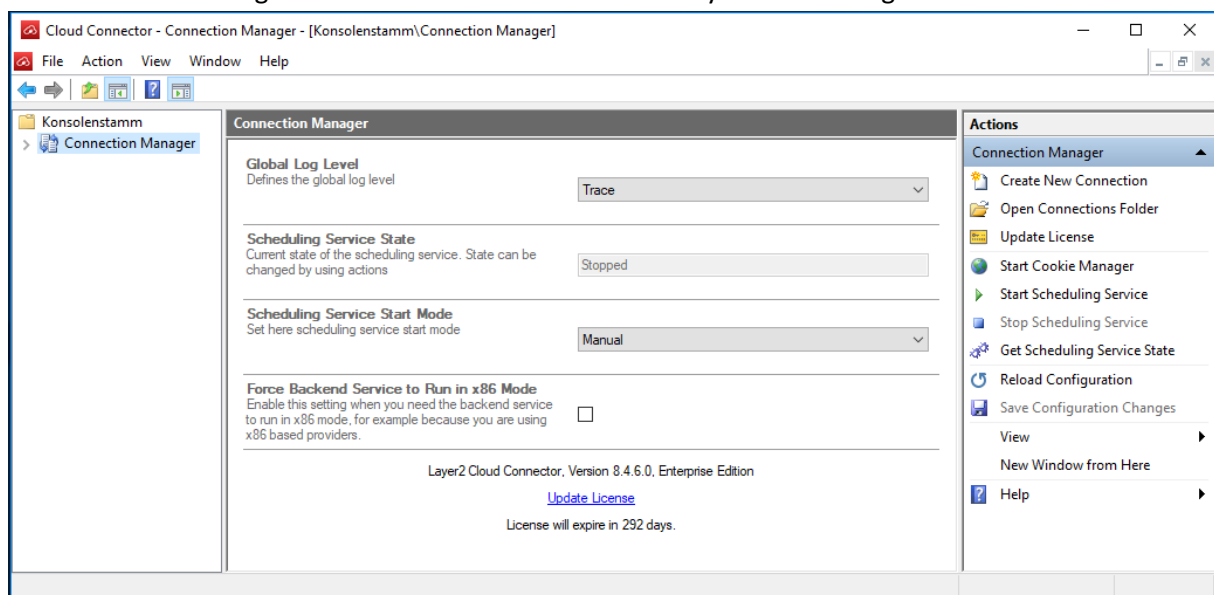 Cloud Connector - Connection Manager - [Konsolenstamm\Connection Manager]
File Action View Window Help
Konsolenstamm
Connection Manager
Connection Manager
Global Log Level
Defines the global log level
Trace
Scheduling Service State
Current state of the scheduling service. State can be
changed by using actions
Stopped
Scheduling Service Start Mode
Set here scheduling service start mode
Manual
Force Backend Service to Run in x86 Mode
Enable this setting when you need the backend service
to run in x86 mode, for example because you are using
x86 based providers.
Layer2 Cloud Connector, Version 8.4.6.0, Enterprise Edition
Update License
License will expire in 292 days.
Actions
Connection Manager
Create New Connection
Open Connections Folder
Update License
Start Cookie Manager
Start Scheduling Service
Stop Scheduling Service
Get Scheduling Service State
Reload Configuration
Save Configuration Changes
View
New Window from Here
Help